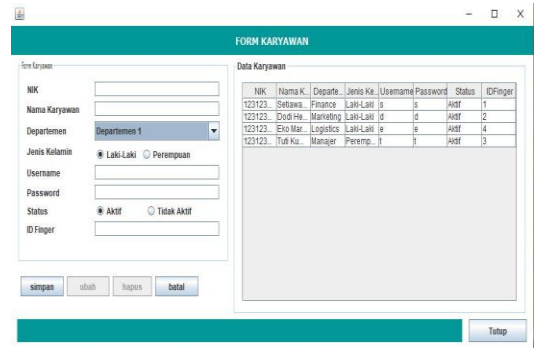 FORM KARYAWAN
Form Karyawan
NIK
Nama Karyawan
Departemen Departemen 1
Jenis Kelamin Laki-Laki Perempuan
Username
Password
Status Aktif Tidak Aktif
ID Finger
simpan ubah hapus batal
Data Karyawan
NIK Nama K... Departe... Jenis Ke... Username Password Status IDFinger
123123... Setiawa... Finance Laki-Laki s s Aktif 1
123123... Dodi He... Marketing Laki-Laki d d Aktif 2
123123... Eko Mar... Logistics Laki-Laki e e Aktif 4
123123... Tuti Ku... Manajer Peremp... t t Aktif 3
Tutup